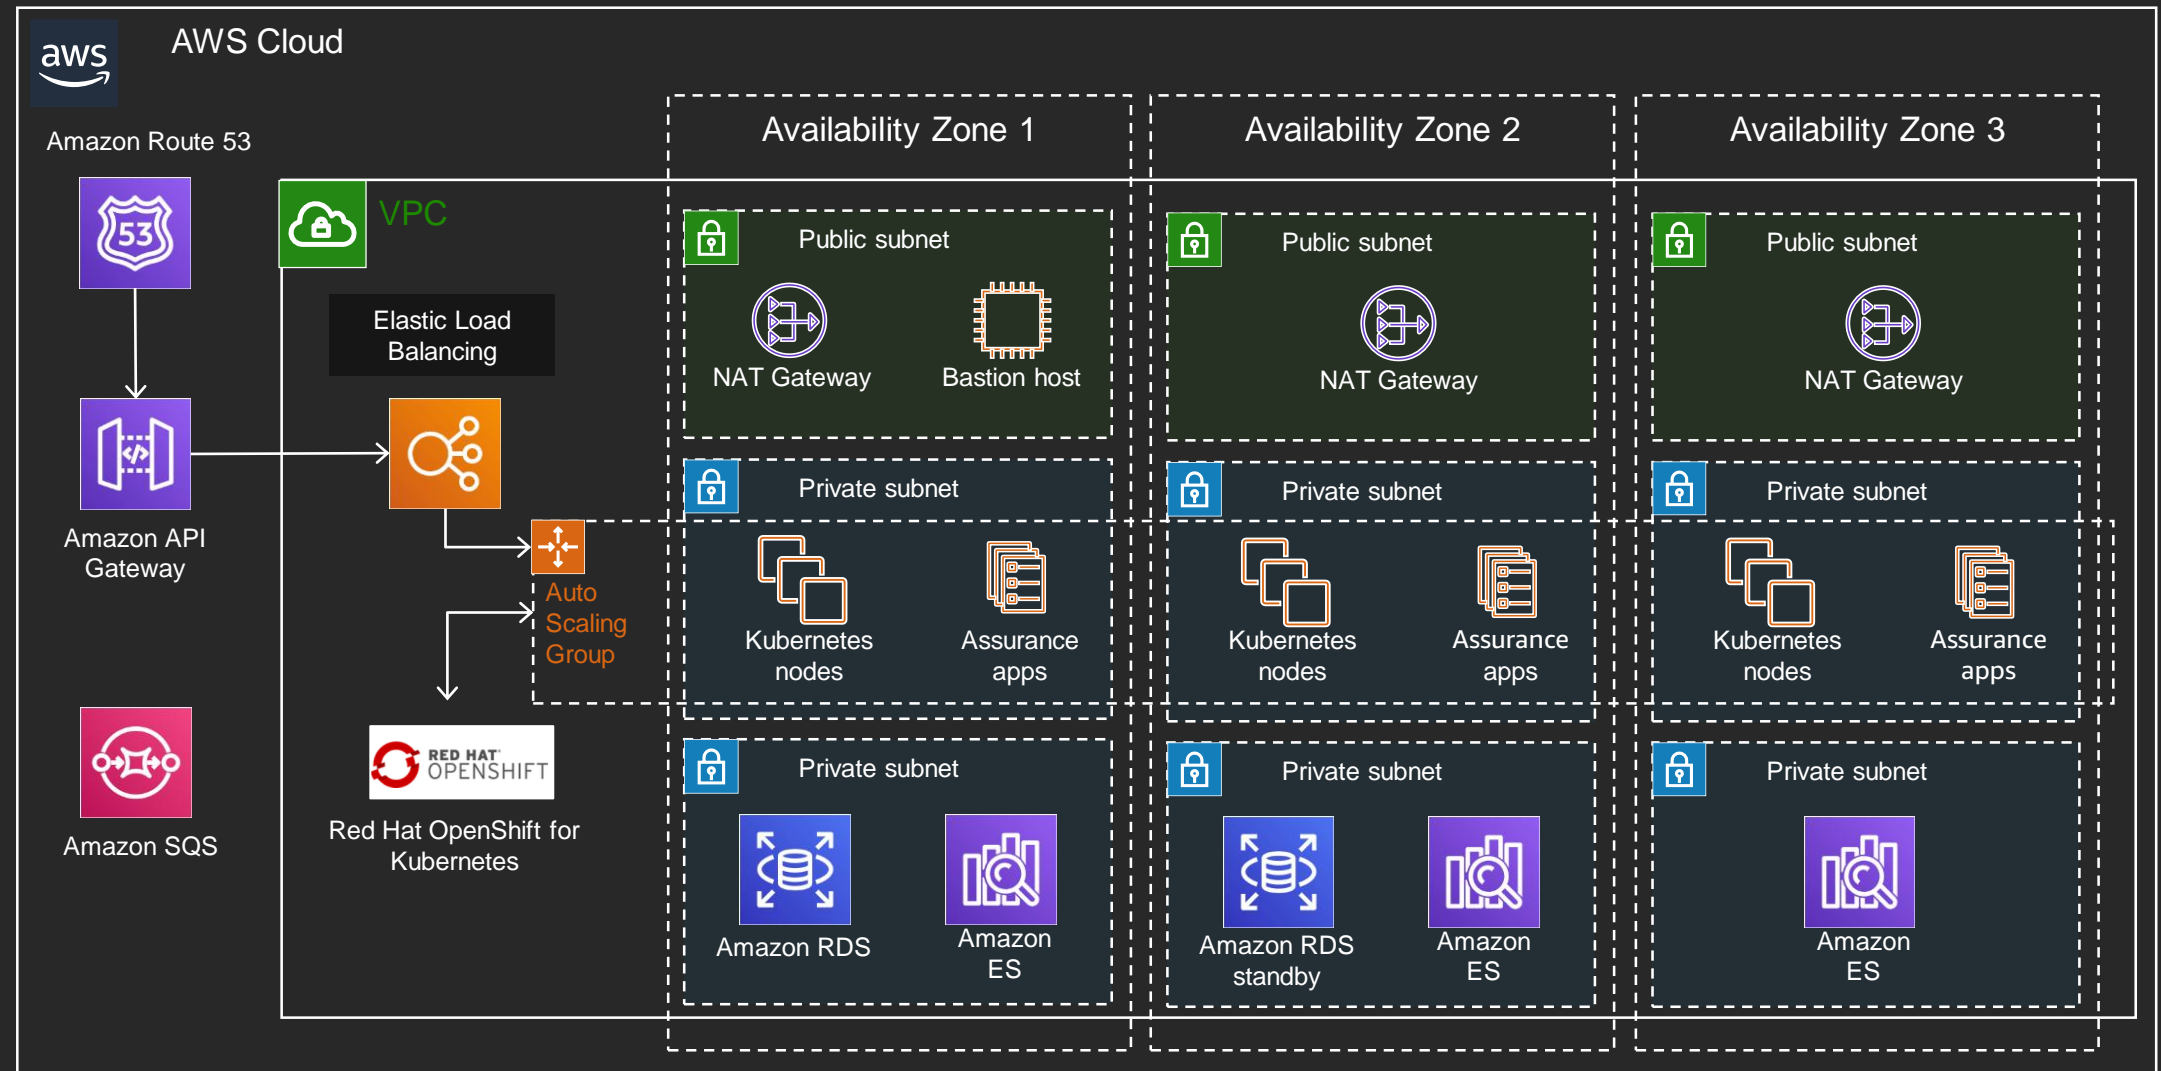 aws
AWS Cloud
Amazon Route 53
53
Amazon API
Gateway
Amazon SQS
VPC
Elastic Load
Balancing
Auto
Scaling
Group
RED HAT
OPENSHIFT
Red Hat OpenShift for
Kubernetes
Availability Zone 1
Public subnet
NAT Gateway
Bastion host
Private subnet
Kubernetes
nodes
Assurance
apps
Private subnet
Amazon RDS
Amazon
ES
Availability Zone 2
Public subnet
NAT Gateway
Private subnet
Kubernetes
nodes
Assurance
apps
Private subnet
Amazon RDS
standby
Amazon
ES
Availability Zone 3
Public subnet
NAT Gateway
Private subnet
Kubernetes
nodes
Assurance
apps
Private subnet
Amazon
ES